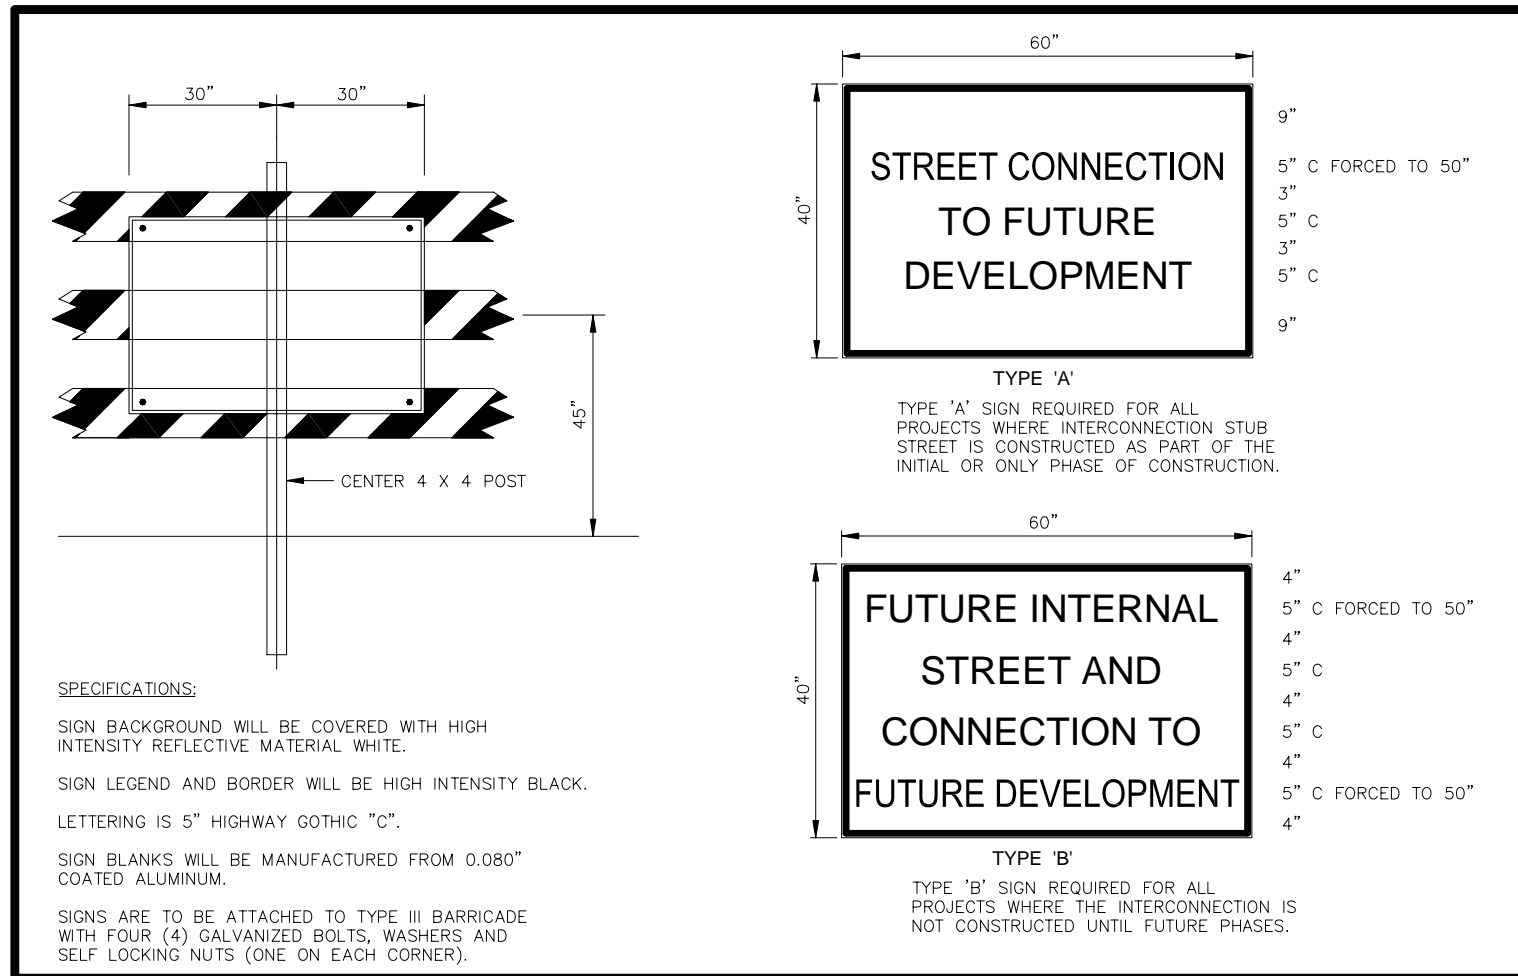 30” 30”
45”
CENTER 4 X 4 POST
SPECIFICATIONS:
SIGN BACKGROUND WILL BE COVERED WITH HIGH
INTENSITY REFLECTIVE MATERIAL WHITE.
SIGN LEGEND AND BORDER WILL BE HIGH INTENSITY BLACK.
LETTERING IS 5” HIGHWAY GOTHIC ”C”.
SIGN BLANKS WILL BE MANUFACTURED FROM 0.080”
COATED ALUMINUM.
SIGNS ARE TO BE ATTACHED TO TYPE III BARRICADE
WITH FOUR (4) GALVANIZED BOLTS, WASHERS AND
SELF LOCKING NUTS (ONE ON EACH CORNER).
60”
40”
STREET CONNECTION
TO FUTURE
DEVELOPMENT
9”
5” C FORCED TO 50”
3”
5” C
3”
5” C
9”
TYPE 'A'
TYPE 'A' SIGN REQUIRED FOR ALL
PROJECTS WHERE INTERCONNECTION STUB
STREET IS CONSTRUCTED AS PART OF THE
INITIAL OR ONLY PHASE OF CONSTRUCTION.
60”
40”
FUTURE INTERNAL
STREET AND
CONNECTION TO
FUTURE DEVELOPMENT
4”
5” C FORCED TO 50”
4”
5” C
4”
5” C
4”
5” C FORCED TO 50”
4”
TYPE 'B'
TYPE 'B' SIGN REQUIRED FOR ALL
PROJECTS WHERE THE INTERCONNECTION IS
NOT CONSTRUCTED UNTIL FUTURE PHASES.